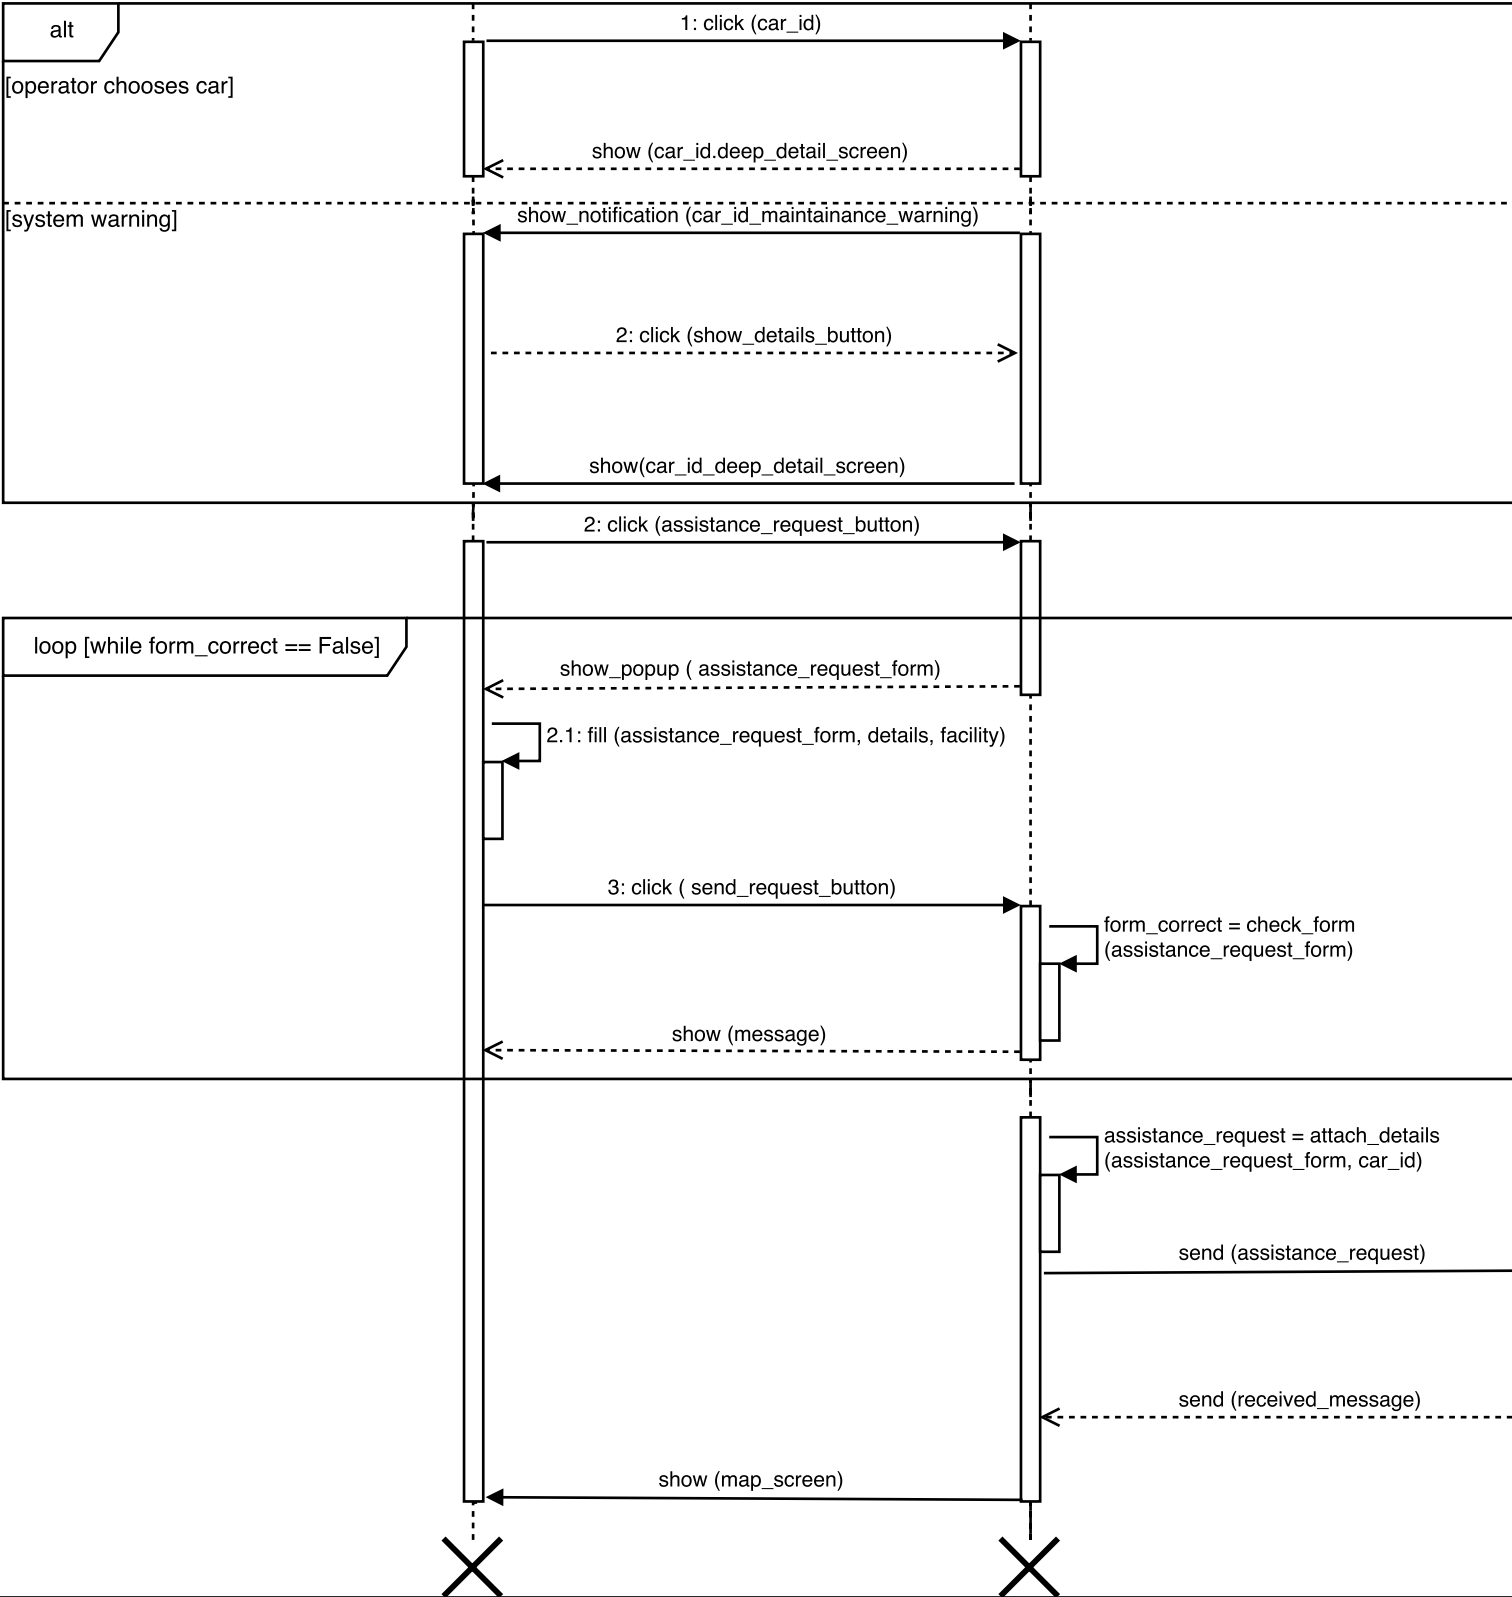 alt
1: click (car_id)
[operator chooses car]
show (car_id.deep_detail_screen)
[system warning]
show_notification (car_id_maintainance_warning)
2: click (show_details_button)
show(car_id_deep_detail_screen)
2: click (assistance_request_button)
loop [while form_correct == False]
show_popup ( assistance_request_form)
2.1: fill (assistance_request_form, details, facility)
3: click ( send_request_button)
form_correct = check_form
(assistance_request_form)
show (message)
assistance_request = attach_details
(assistance_request_form, car_id)
send (assistance_request)
send (received_message)
show (map_screen)